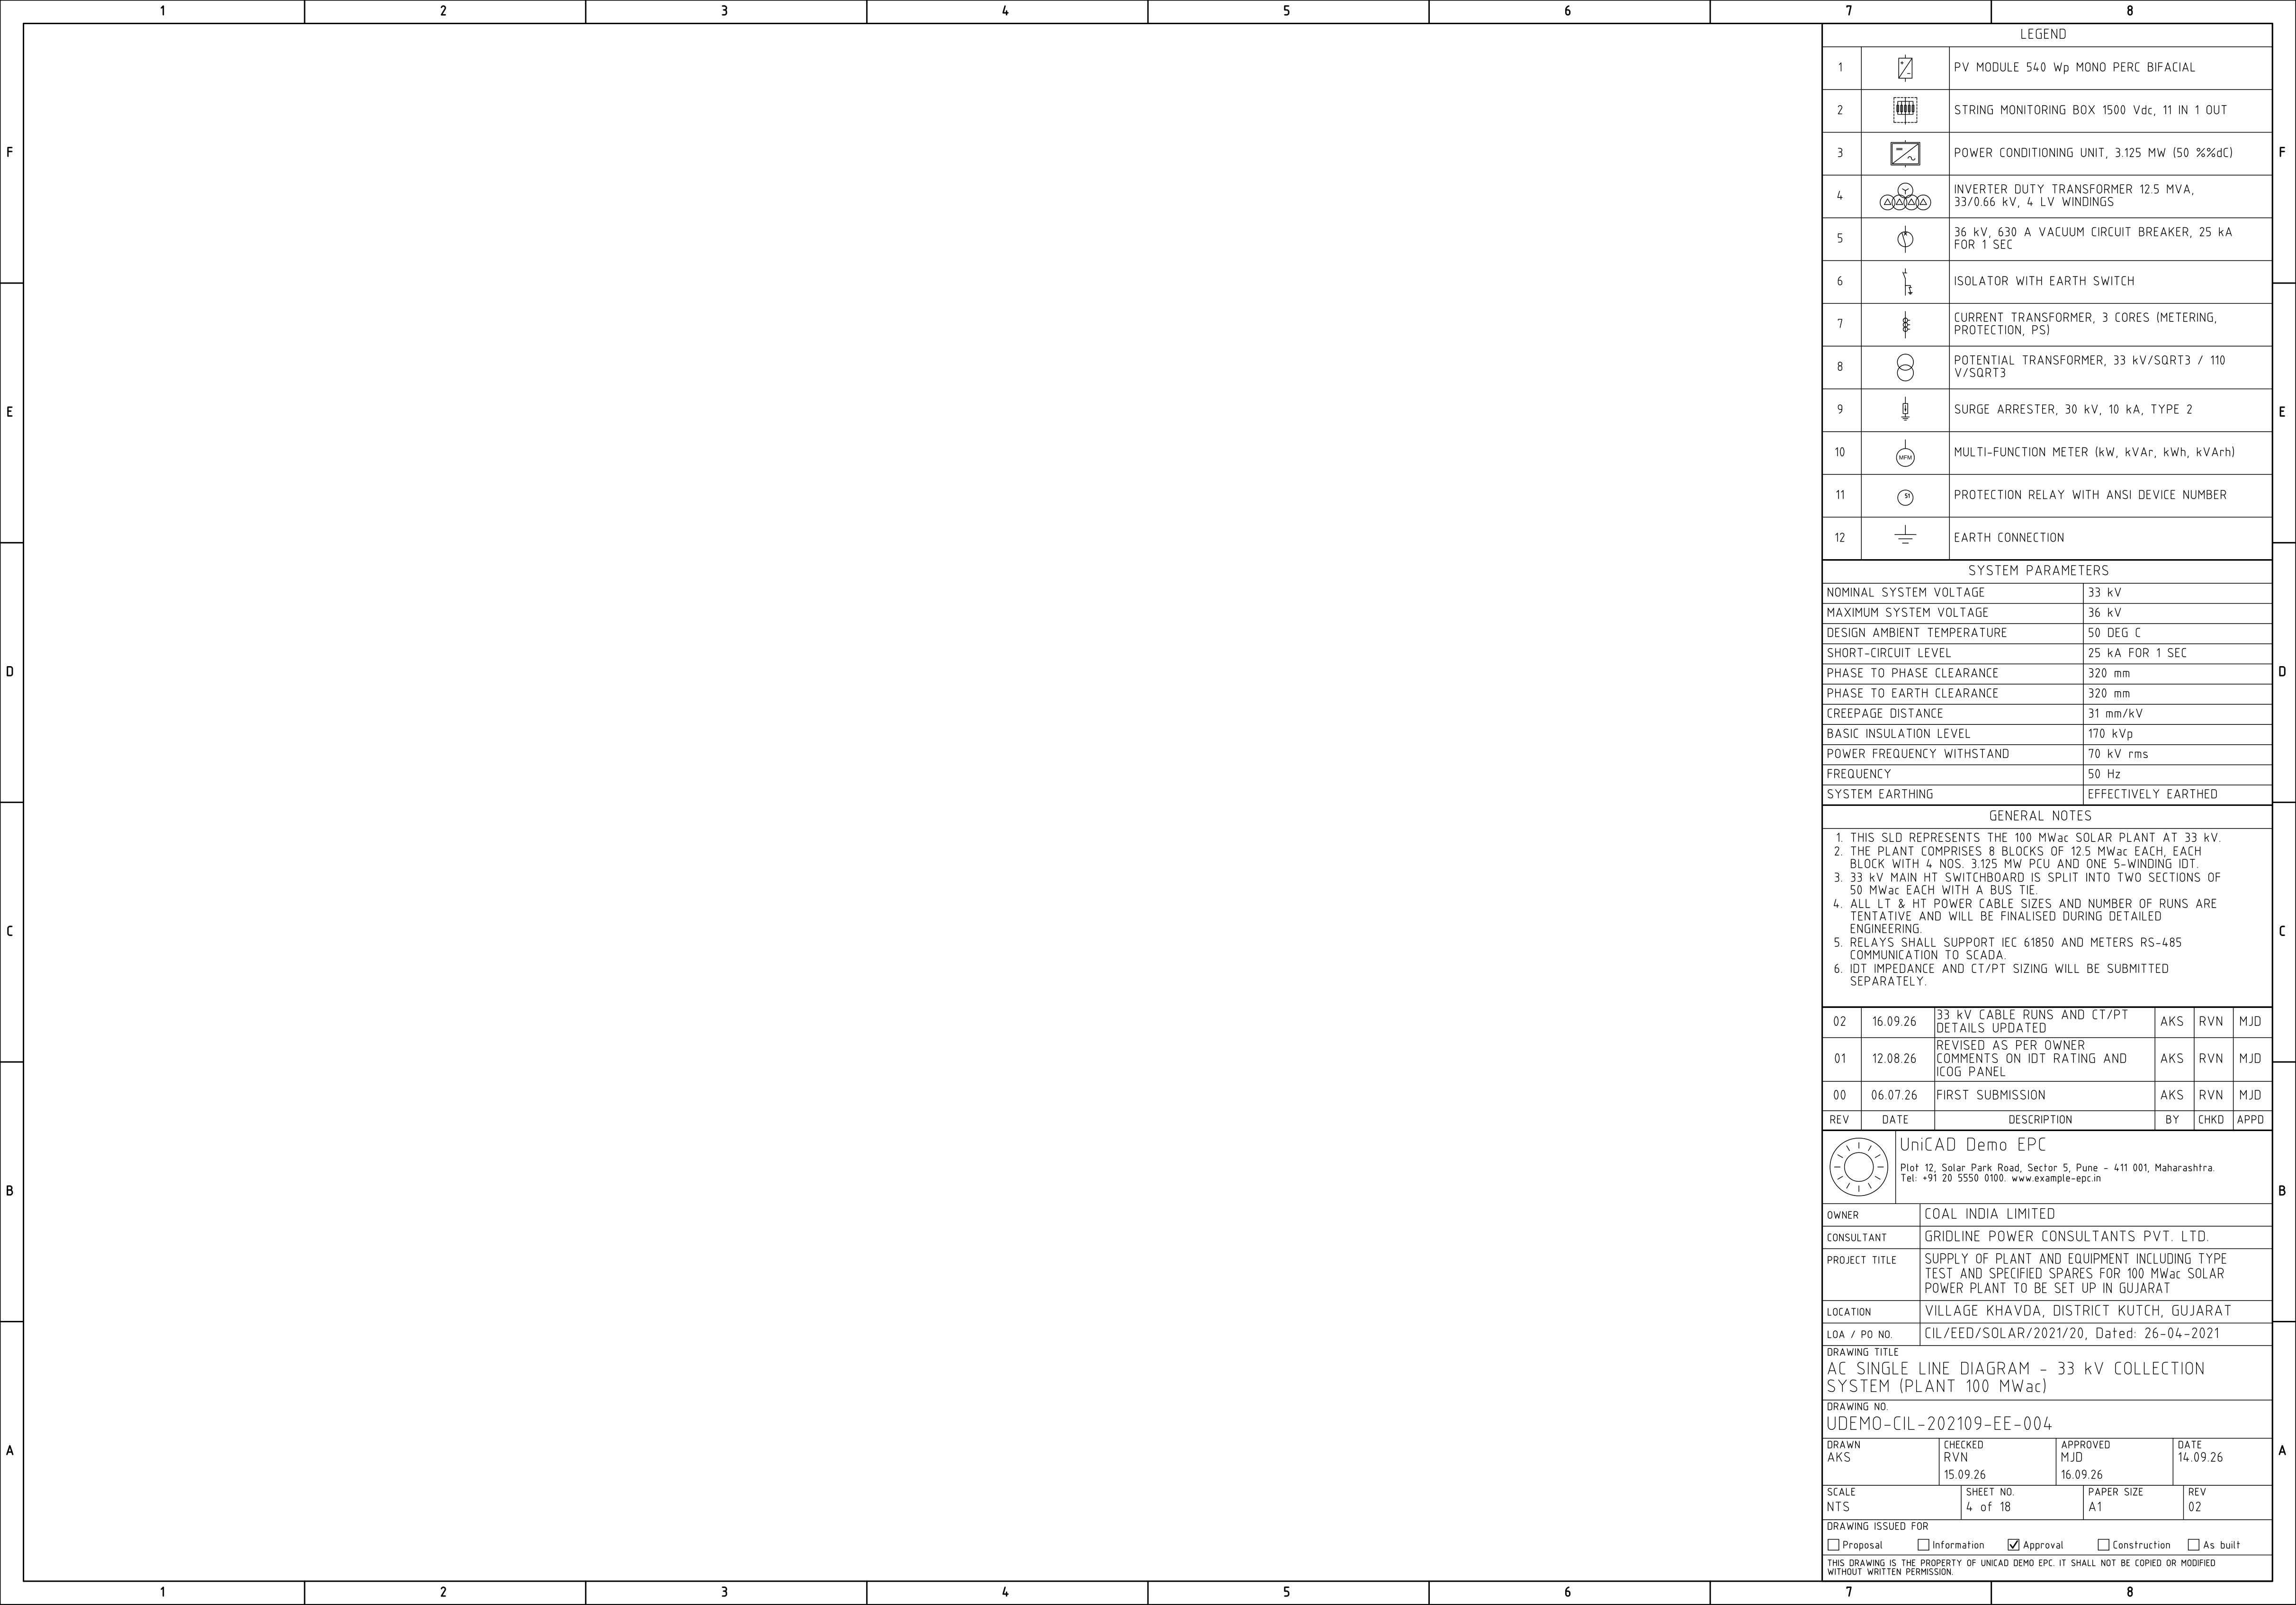 1 2 3 4 5 6 7 8
LEGEND
1 PV MODULE 540 Wp MONO PERC BIFACIAL
2 STRING MONITORING BOX 1500 Vdc, 11 IN 1 OUT
F F
3 POWER CONDITIONING UNIT, 3.125 MW (50 %%dC)
4 INVERTER DUTY TRANSFORMER 12.5 MVA,
33/0.66 kV, 4 LV WINDINGS
5 36 kV, 630 A VACUUM CIRCUIT BREAKER, 25 kA
FOR 1 SEC
6 ISOLATOR WITH EARTH SWITCH
7 CURRENT TRANSFORMER, 3 CORES (METERING,
PROTECTION, PS)
8 POTENTIAL TRANSFORMER, 33 kV/SQRT3 / 110
V/SQRT3
9 SURGE ARRESTER, 30 kV, 10 kA, TYPE 2
E E
10 MFM MULTI-FUNCTION METER (kW, kVAr, kWh, kVArh)
11 51 PROTECTION RELAY WITH ANSI DEVICE NUMBER
12 EARTH CONNECTION
SYSTEM PARAMETERS
NOMINAL SYSTEM VOLTAGE 33 kV
MAXIMUM SYSTEM VOLTAGE 36 kV
DESIGN AMBIENT TEMPERATURE 50 DEG C
SHORT-CIRCUIT LEVEL 25 kA FOR 1 SEC
PHASE TO PHASE CLEARANCE 320 mm
D D
PHASE TO EARTH CLEARANCE 320 mm
CREEPAGE DISTANCE 31 mm/kV
BASIC INSULATION LEVEL 170 kVp
POWER FREQUENCY WITHSTAND 70 kV rms
FREQUENCY 50 Hz
SYSTEM EARTHING EFFECTIVELY EARTHED
GENERAL NOTES
1. THIS SLD REPRESENTS THE 100 MWac SOLAR PLANT AT 33 kV.
2. THE PLANT COMPRISES 8 BLOCKS OF 12.5 MWac EACH, EACH
BLOCK WITH 4 NOS. 3.125 MW PCU AND ONE 5-WINDING IDT.
3. 33 kV MAIN HT SWITCHBOARD IS SPLIT INTO TWO SECTIONS OF
50 MWac EACH WITH A BUS TIE.
4. ALL LT & HT POWER CABLE SIZES AND NUMBER OF RUNS ARE
TENTATIVE AND WILL BE FINALISED DURING DETAILED
ENGINEERING.
C C
5. RELAYS SHALL SUPPORT IEC 61850 AND METERS RS-485
COMMUNICATION TO SCADA.
6. IDT IMPEDANCE AND CT/PT SIZING WILL BE SUBMITTED
SEPARATELY.
02 16.09.26 33 kV CABLE RUNS AND CT/PT
DETAILS UPDATED AKS RVN MJD
01 12.08.26 REVISED AS PER OWNER
COMMENTS ON IDT RATING AND
ICOG PANEL AKS RVN MJD
00 06.07.26 FIRST SUBMISSION AKS RVN MJD
REV DATE DESCRIPTION BY CHKD APPD
UniCAD Demo EPC
Plot 12, Solar Park Road, Sector 5, Pune - 411 001, Maharashtra.
Tel: +91 20 5550 0100. www.example-epc.in
B B
OWNER COAL INDIA LIMITED
CONSULTANT GRIDLINE POWER CONSULTANTS PVT. LTD.
PROJECT TITLE SUPPLY OF PLANT AND EQUIPMENT INCLUDING TYPE
TEST AND SPECIFIED SPARES FOR 100 MWac SOLAR
POWER PLANT TO BE SET UP IN GUJARAT
LOCATION VILLAGE KHAVDA, DISTRICT KUTCH, GUJARAT
LOA / PO NO. CIL/EED/SOLAR/2021/20, Dated: 26-04-2021
DRAWING TITLE
AC SINGLE LINE DIAGRAM - 33 kV COLLECTION
SYSTEM (PLANT 100 MWac)
DRAWING NO.
UDEMO-CIL-202109-EE-004
DRAWN CHECKED APPROVED DATE
A A
AKS RVN MJD 14.09.26
15.09.26 16.09.26
SCALE SHEET NO. PAPER SIZE REV
NTS 4 of 18 A1 02
DRAWING ISSUED FOR
Proposal Information Approval Construction As built
THIS DRAWING IS THE PROPERTY OF UNICAD DEMO EPC. IT SHALL NOT BE COPIED OR MODIFIED
WITHOUT WRITTEN PERMISSION.
1 2 3 4 5 6 7 8